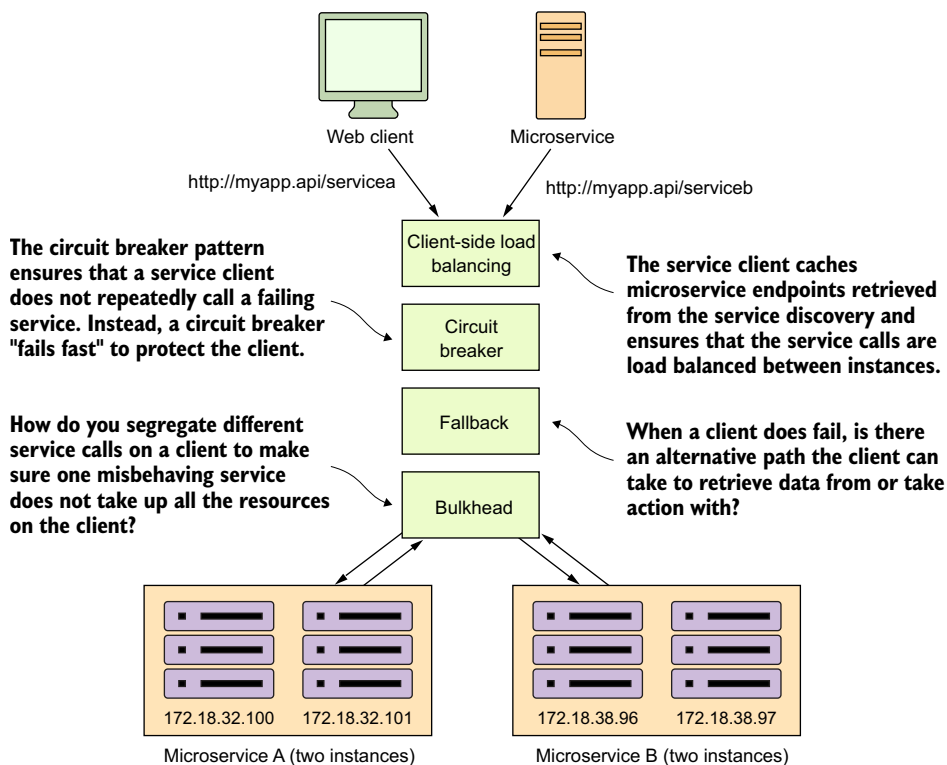 Web client
Microservice
http://myapp.api/servicea
http://myapp.api/serviceb
Client-side load
balancing
The circuit breaker pattern
ensures that a service client
does not repeatedly call a failing
service. Instead, a circuit breaker
"fails fast" to protect the client.
The service client caches
microservice endpoints retrieved
from the service discovery and
ensures that the service calls are
load balanced between instances.
Circuit
breaker
Fallback
How do you segregate different
service calls on a client to make
sure one misbehaving service
does not take up all the resources
on the client?
When a client does fail, is there
an alternative path the client can
take to retrieve data from or take
action with?
Bulkhead
172.18.32.100
172.18.32.101
172.18.38.96
172.18.38.97
Microservice A (two instances)
Microservice B (two instances)